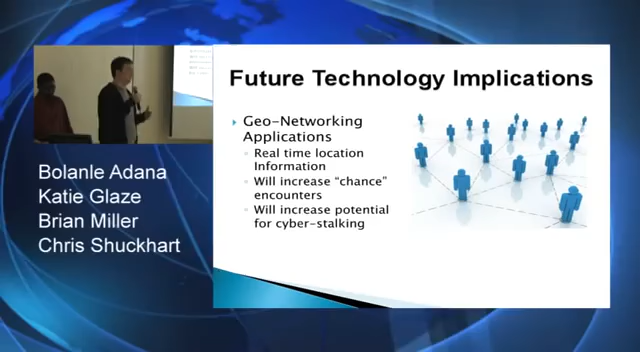 Future Technology Implications
Geo-Networking
Applications
Real time location
Information
Will increase “chance”
encounters
Will increase potential
for cyber-stalking
Bolanle Adana
Katie Glaze
Brian Miller
Chris Shuckhart